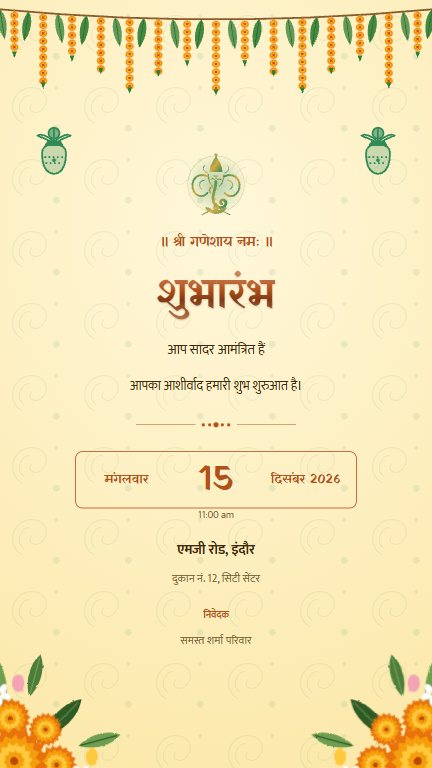 ॥ श्री गणेशाय नमः ॥
शुभारंभ
आप सादर आमंत्रित हैं
आपका आशीर्वाद हमारी शुभ शुरुआत है।
मंगलवार 15 दिसंबर 2026
11:00 am
एमजी रोड, इंदौर
दुकान नं. 12, सिटी सेंटर
निवेदक
समस्त शर्मा परिवार